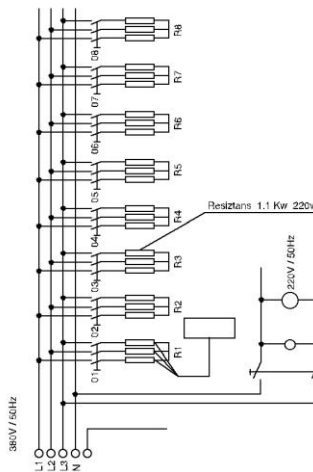 08
R8
07
R7
06
R6
05
R5
04
R4
Resiztans 1.1 Kw 220v
03
R3
02
R2
01
R1
220V / 50Hz
380V / 50Hz
L1
L2
L3
N